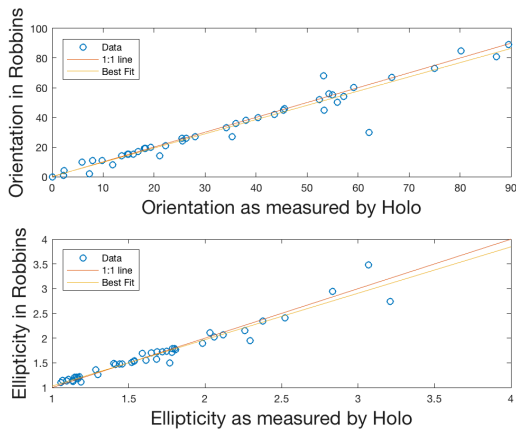 100
80
60
40
20
0
Orientation in Robbins
Data
1:1 line
Best Fit
0 10 20 30 40 50 60 70 80 90
Orientation as measured by Holo
4
3.5
3
2.5
2
1.5
1
Ellipticity in Robbins
Data
1:1 line
Best Fit
1 1.5 2 2.5 3 3.5 4
Ellipticity as measured by Holo